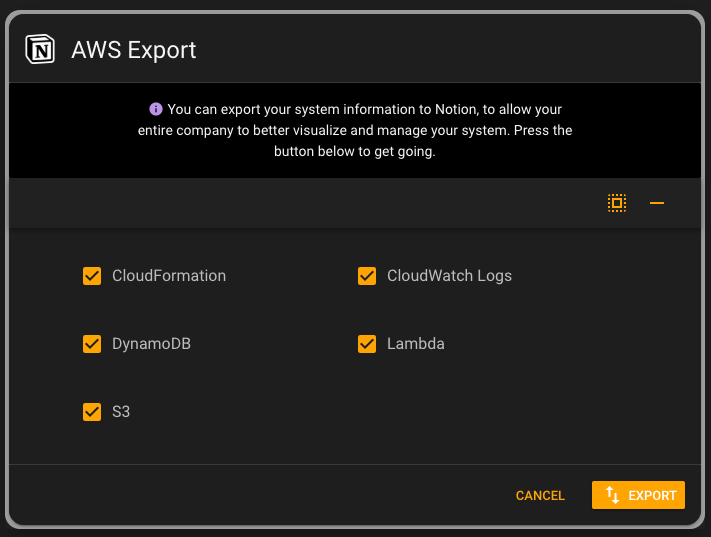 N
AWS Export
You can export your system information to Notion, to allow your
entire company to better visualize and manage your system. Press the
button below to get going.
CloudFormation
CloudWatch Logs
DynamoDB
Lambda
S3
CANCEL
EXPORT